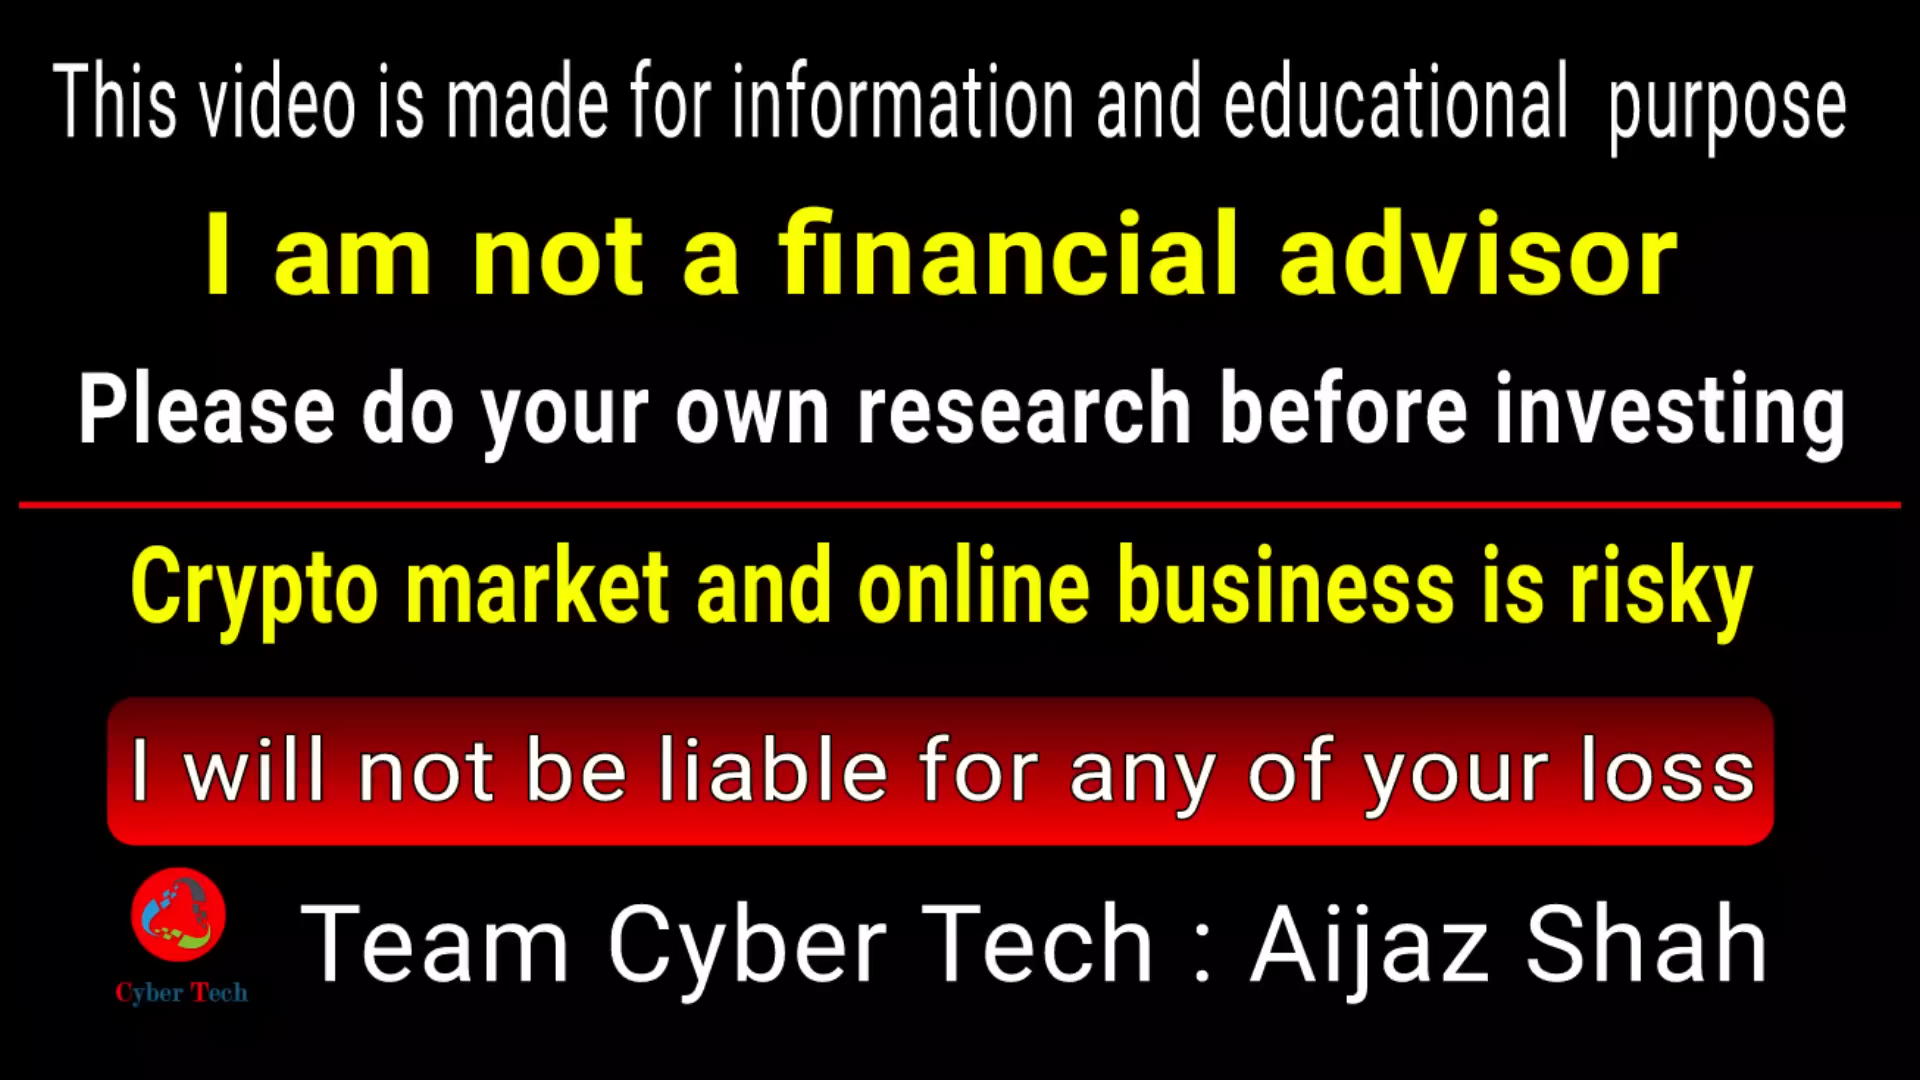 This video is made for information and educational purpose
I am not a financial advisor
Please do your own research before investing
Crypto market and online business is risky
I will not be liable for any of your loss
Team Cyber Tech : Aijaz Shah
Cyber Tech